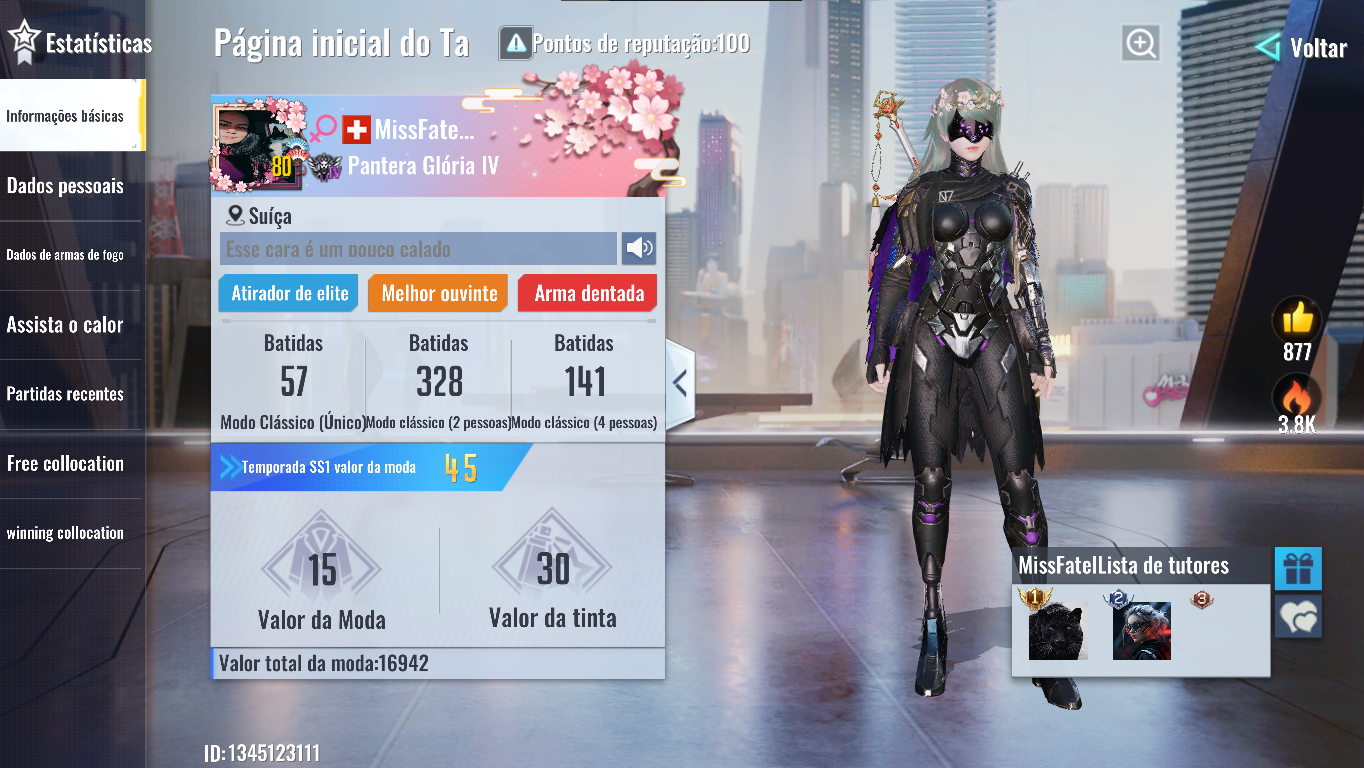 Estatísticas
Página inicial do Ta
Pontos de reputação:100
Voltar
Informações básicas
Dados pessoais
Dados de armas de fogo
Assista o calor
Partidas recentes
Free collocation
winning collocation
MissFate...
80
IV
Pantera Glória IV
Suíça
Esse cara é um pouco calado
Atirador de elite
Melhor ouvinte
Arma dentada
Batidas
Batidas
Batidas
57
328
141
Modo Clássico (Único)
Modo clássico (2 pessoas)
Modo clássico (4 pessoas)
Temporada SS1 valor da moda
45
15
30
Valor da Moda
Valor da tinta
Valor total da moda:16942
ID:1345123111
N7
877
3.8K
MissFatelLista de tutores
1
2
3